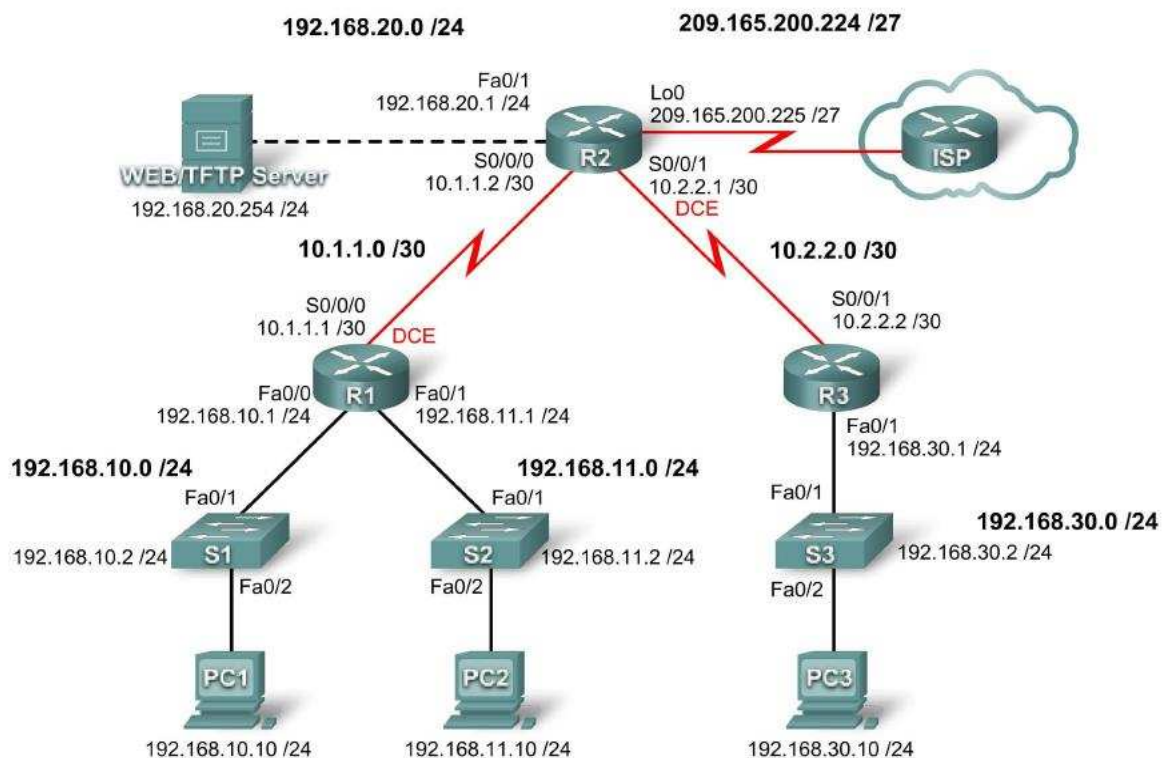 192.168.20.0 /24
209.165.200.224 /27
Fa0/1
192.168.20.1 /24
Lo0
209.165.200.225 /27
R2
ISP
WEB/TFTP Server
192.168.20.254 /24
S0/0/0
10.1.1.2 /30
S0/0/1
10.2.2.1 /30
DCE
10.1.1.0 /30
10.2.2.0 /30
S0/0/0
10.1.1.1 /30
DCE
S0/0/1
10.2.2.2 /30
R1
R3
Fa0/0
192.168.10.1 /24
Fa0/1
192.168.11.1 /24
Fa0/1
192.168.30.1 /24
192.168.10.0 /24
192.168.11.0 /24
192.168.30.0 /24
Fa0/1
Fa0/1
Fa0/1
192.168.10.2 /24
S1
S2
192.168.11.2 /24
S3
192.168.30.2 /24
Fa0/2
Fa0/2
Fa0/2
PC1
PC2
PC3
192.168.10.10 /24
192.168.11.10 /24
192.168.30.10 /24